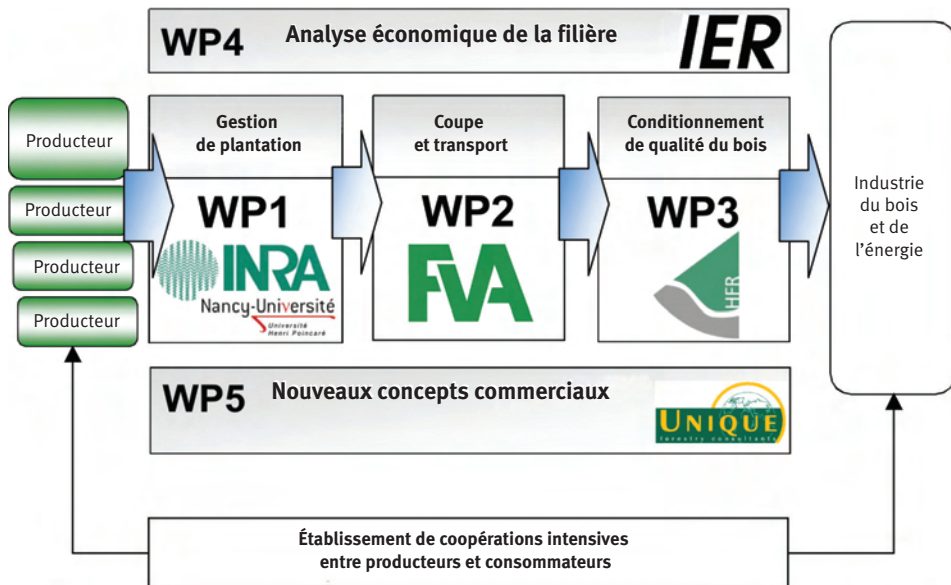 WP4 Analyse économique de la filière IER
Producteur
Producteur
Producteur
Producteur
Gestion
de plantation
WP1
INRA
Nancy-Université
Université
Henri Poincaré
Coupe
et transport
WP2
FVA
Conditionnement
de qualité du bois
WP3
HFR
Industrie
du bois
et de
l'énergie
WP5 Nouveaux concepts commerciaux
UNIQUE
forestry consultants
Établissement de coopérations intensives
entre producteurs et consommateurs